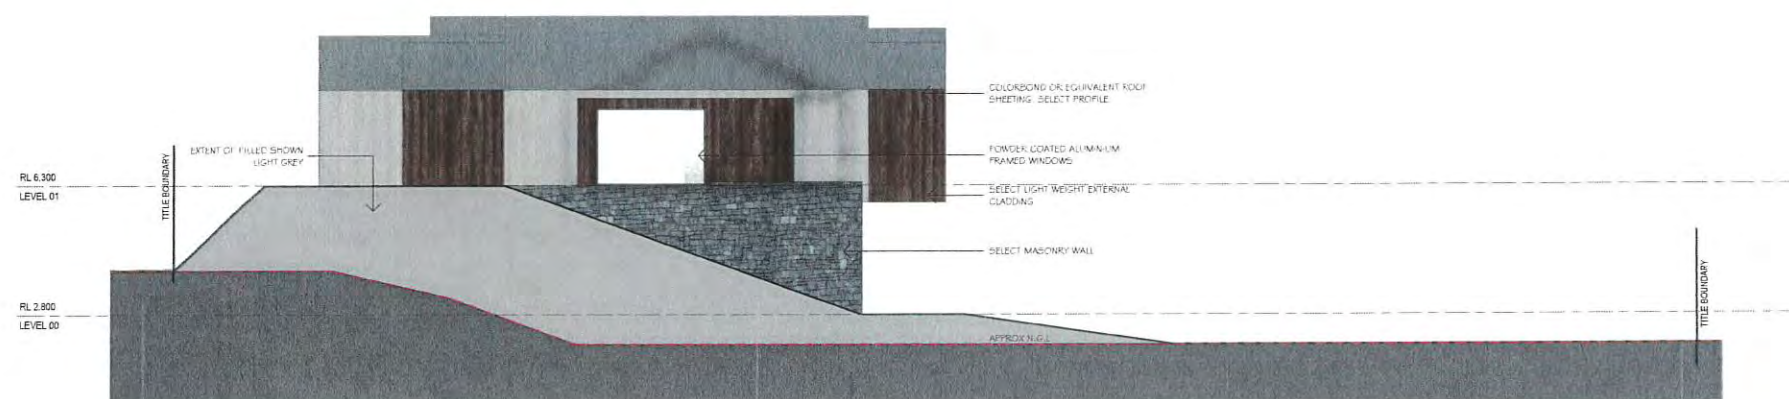 COLORBOND OR EQUIVALENT ROOF
SHEETING. SELECT PROFILE
EXTENT OF FILLED SHOWN
LIGHT GREY
POWDER COATED ALUMINIUM
FRAMED WINDOWS
TITLE BOUNDARY
RL 6.300
LEVEL 01
SELECT LIGHT WEIGHT EXTERNAL
CLADDING
SELECT MASONRY WALL
RL 2.800
LEVEL 00
APPROX N.G.L
TITLE BOUNDARY